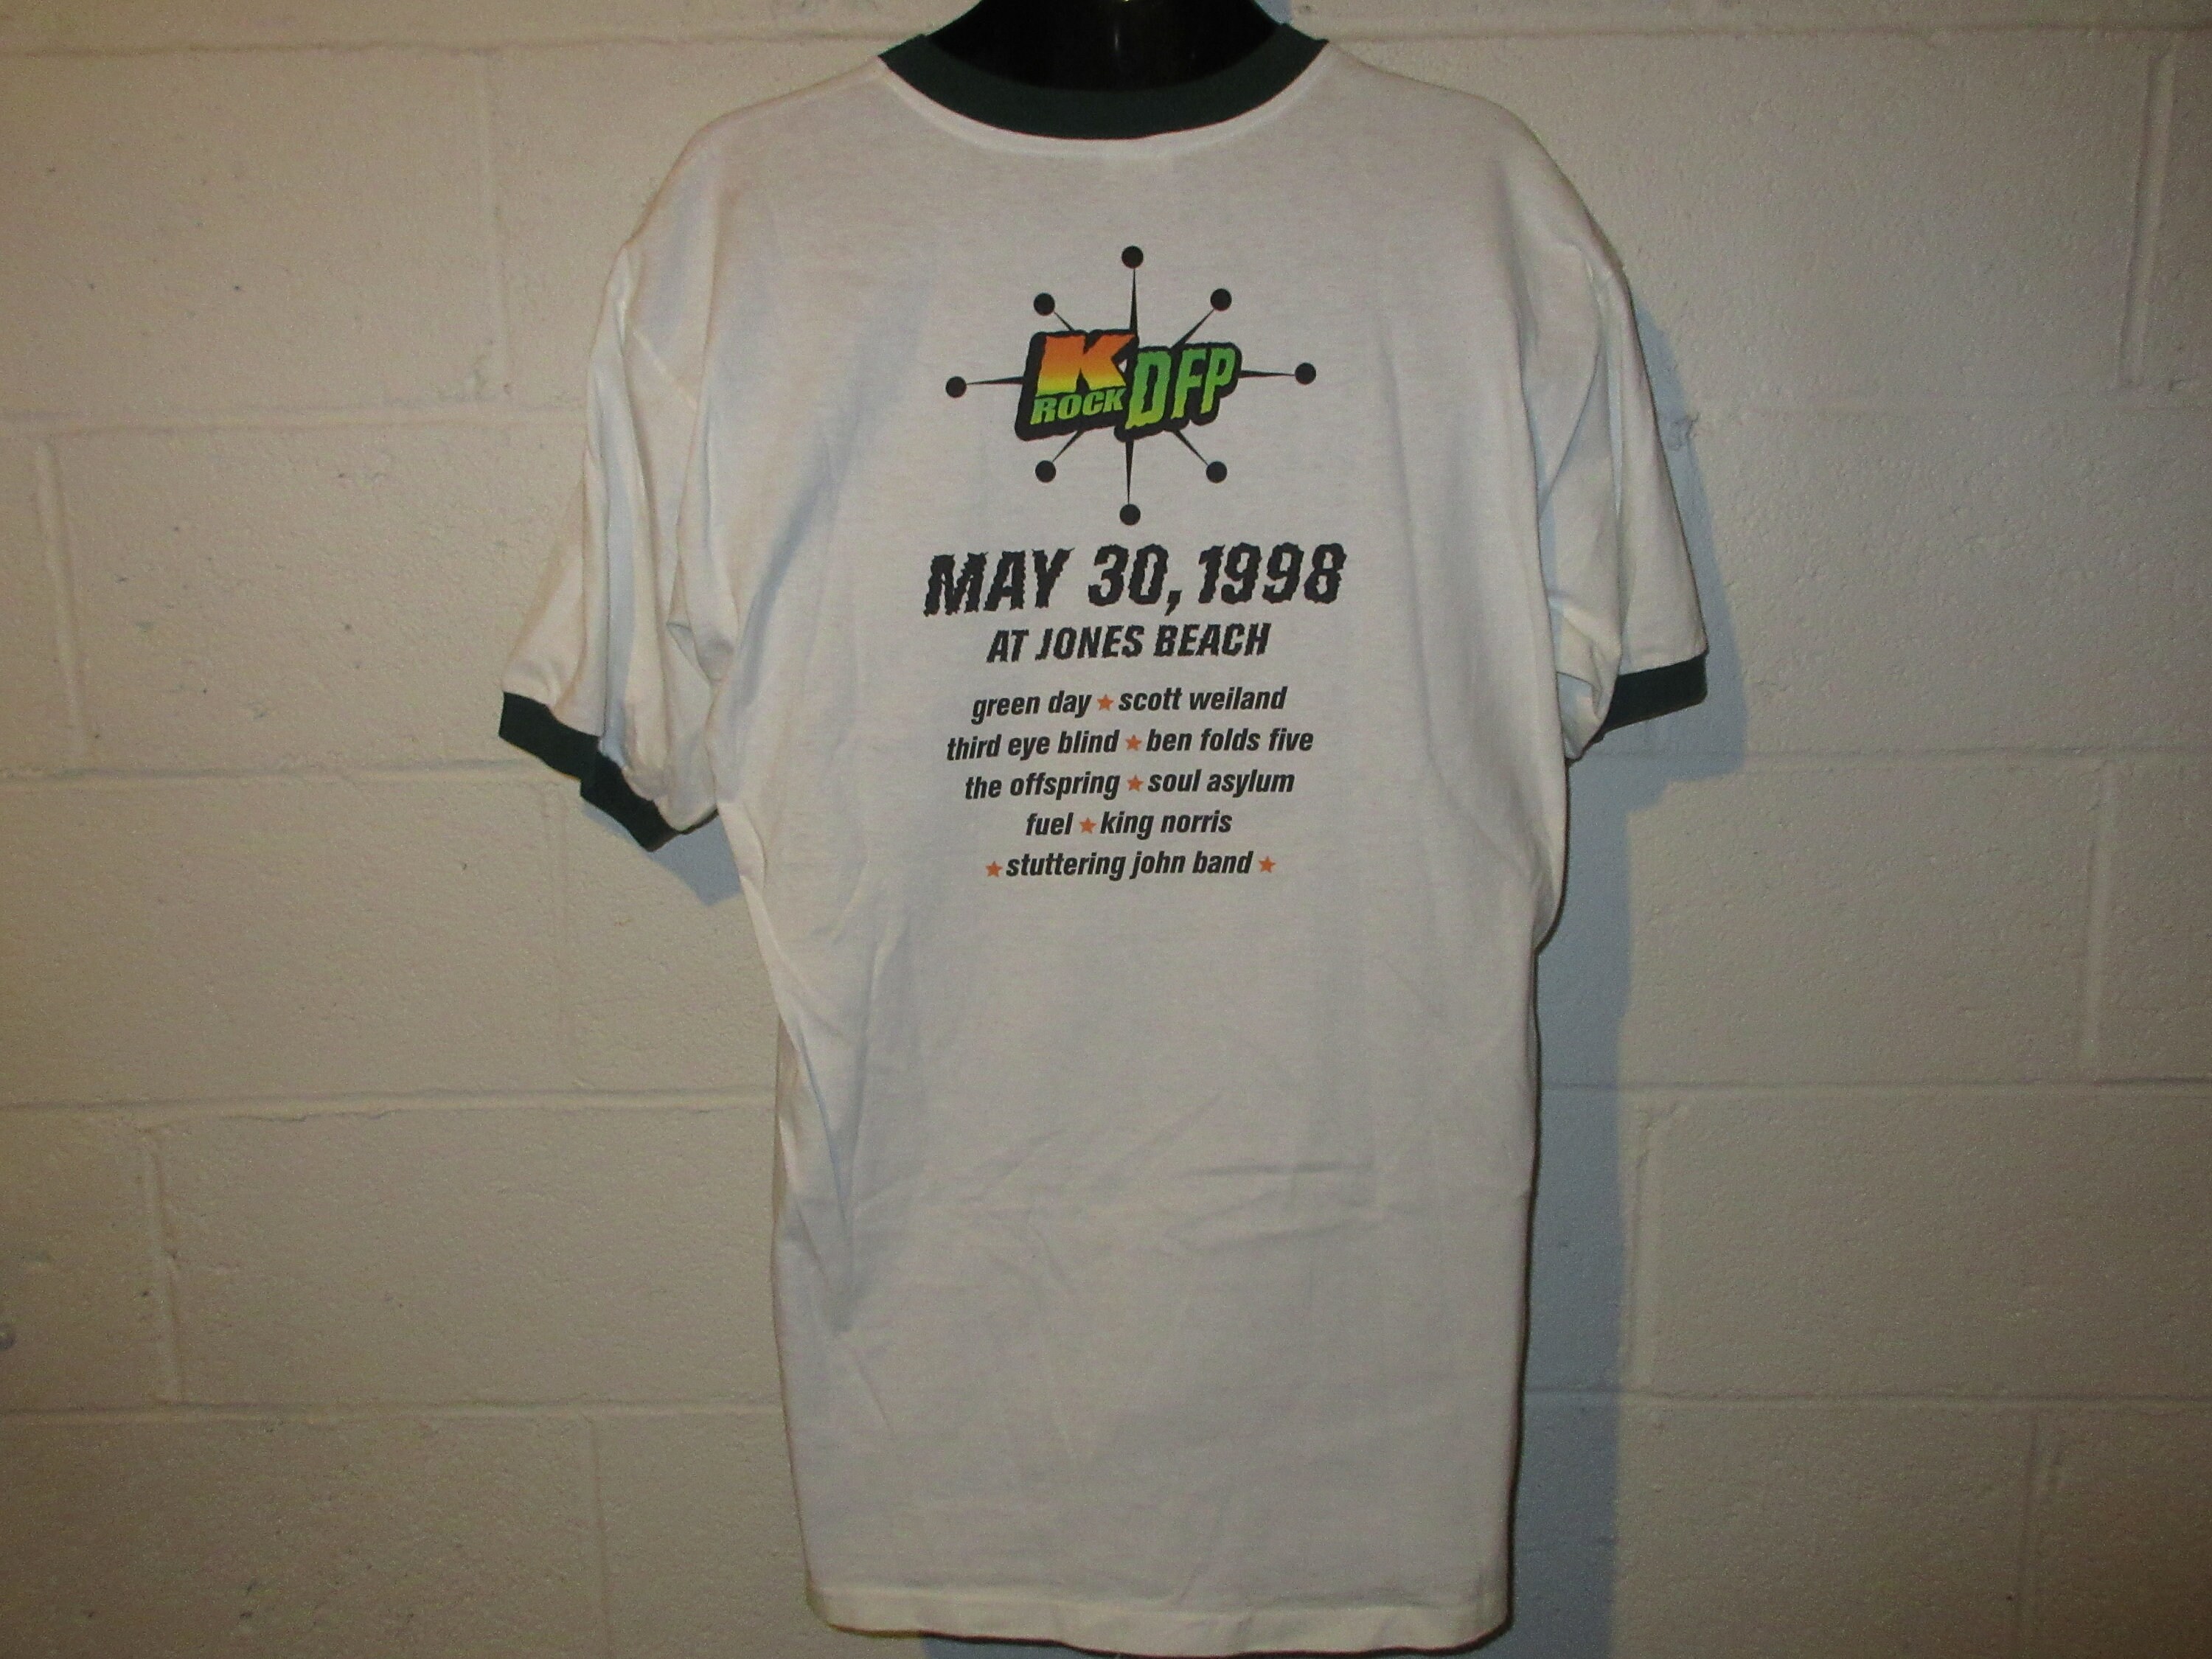 K ROCK DFP
MAY 30, 1998
AT JONES BEACH
green day ★ scott weiland
third eye blind ★ ben folds five
the offspring ★ soul asylum
fuel ★ king norris
★ stuttering john band ★